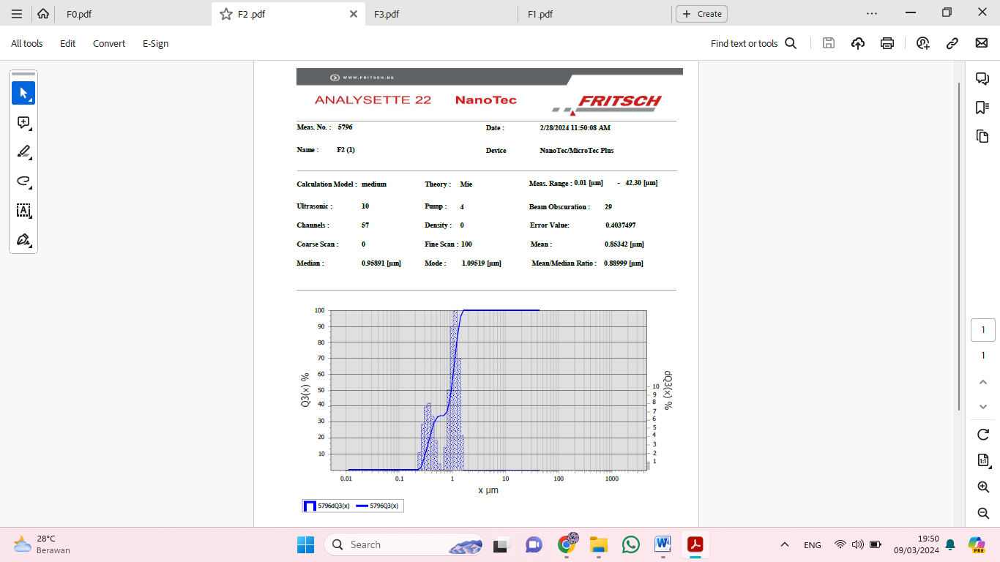 F0.pdf F2 .pdf F3.pdf F1 .pdf Create
All tools Edit Convert E-Sign Find text or tools
WWW.FRITSCH.DE
ANALYSETTE 22 NanoTec FRITSCH
Meas. No. : 5796 Date : 2/28/2024 11:50:08 AM
Name : F2 (1) Device NanoTec/MicroTec Plus
Calculation Model : medium Theory : Mie Meas. Range : 0.01 [µm] - 42.30 [µm]
Ultrasonic : 10 Pump : 4 Beam Obscuration : 29
Channels : 57 Density : 0 Error Value: 0.4037497
Coarse Scan : 0 Fine Scan : 100 Mean : 0.85342 [µm]
Median : 0.95891 [µm] Mode : 1.09519 [µm] Mean/Median Ratio : 0.88999 [µm]
Q3(x) %
100
90
80
70
60
50
40
30
20
10
dQ3(x) %
10
9
8
7
6
5
4
3
2
1
0.01 0.1 1 10 100 1000
x µm
5796dQ3(x) 5796Q3(x)
1
1
1:1
28°C
Berawan
Search
PRE
ENG
19:50
09/03/2024